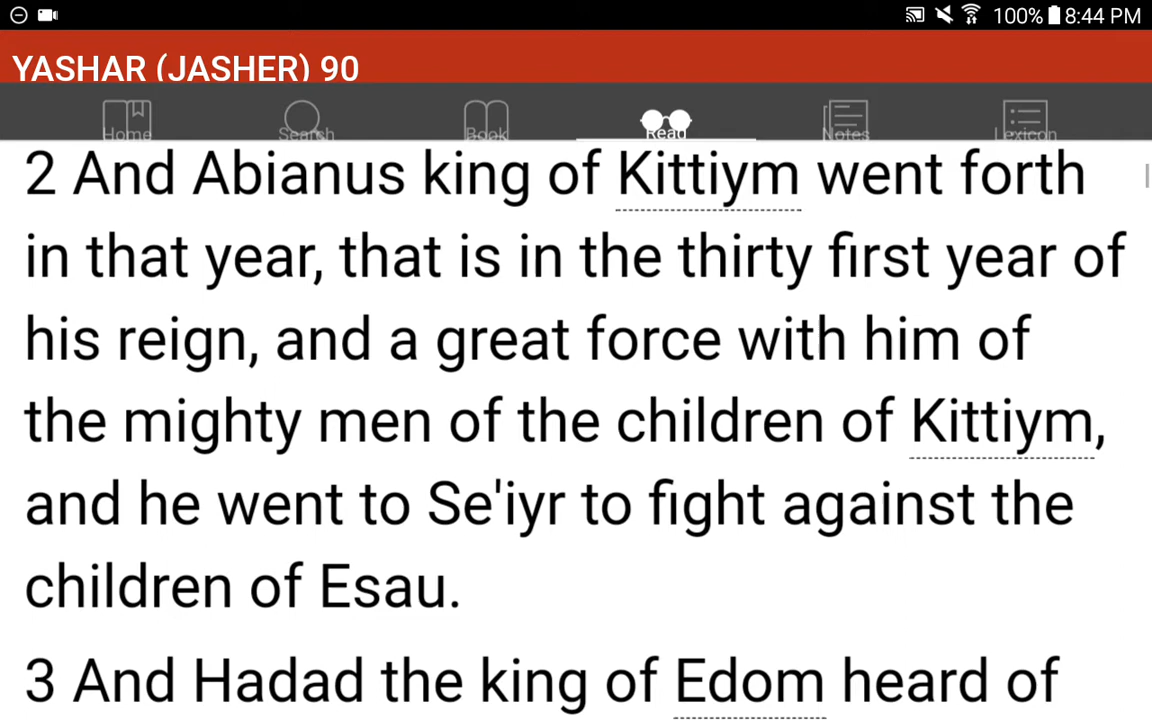 100% 8:44 PM
YASHAR (JASHER) 90
Home Search Book Read Notes Lexicon
2 And Abianus king of Kittiym went forth
in that year, that is in the thirty first year of
his reign, and a great force with him of
the mighty men of the children of Kittiym,
and he went to Se'iyr to fight against the
children of Esau.
3 And Hadad the king of Edom heard of